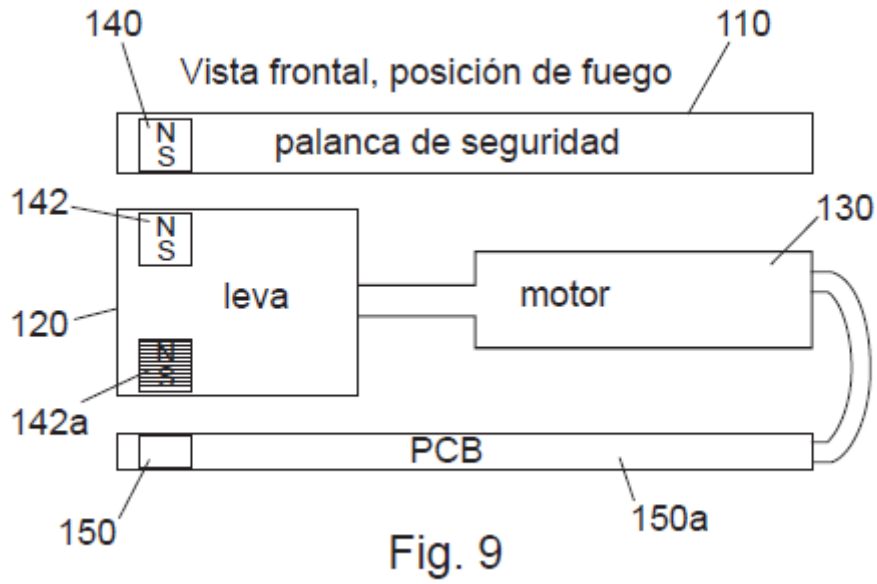 140
110
Vista frontal, posición de fuego
N
S
palanca de seguridad
142
N
S
130
leva
motor
120
N
S
142a
PCB
150
150a
Fig. 9